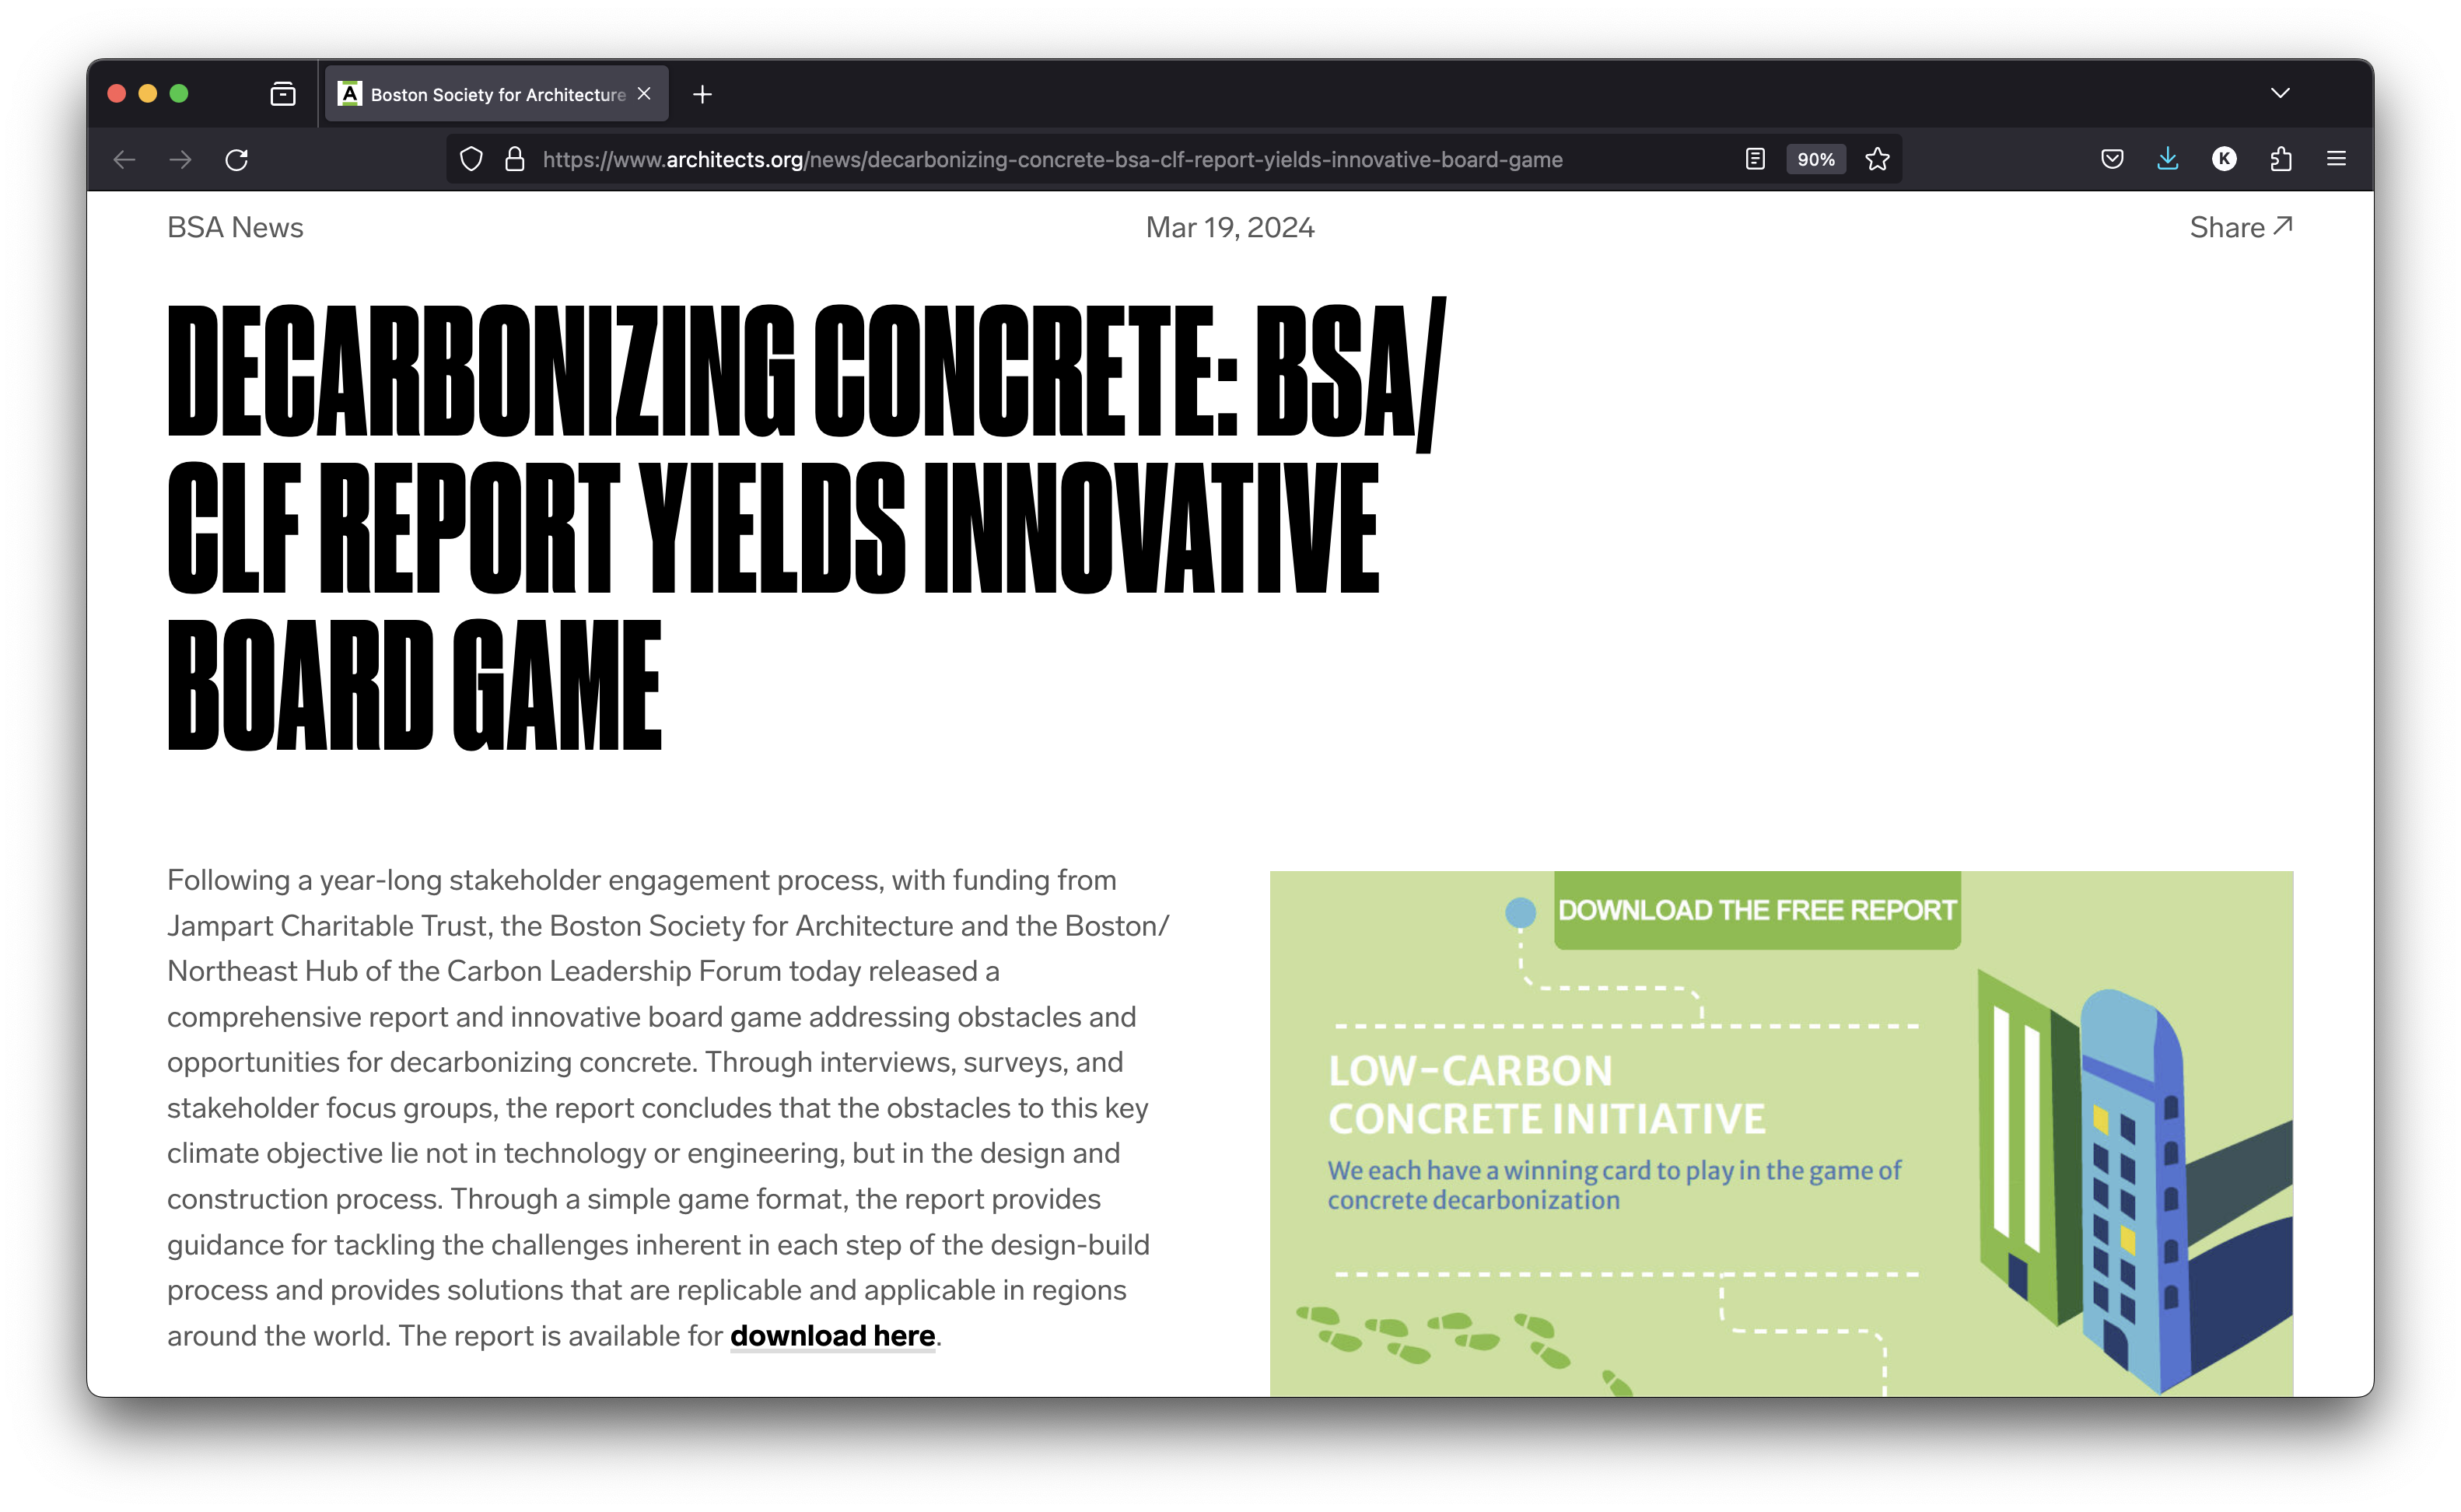 Boston Society for Architecture
https://www.architects.org/news/decarbonizing-concrete-bsa-clf-report-yields-innovative-board-game
90%
K
BSA News
Mar 19, 2024
Share
DECARBONIZING CONCRETE: BSA/
CLF REPORT YIELDS INNOVATIVE
BOARD GAME
Following a year-long stakeholder engagement process, with funding from
Jampart Charitable Trust, the Boston Society for Architecture and the Boston/
Northeast Hub of the Carbon Leadership Forum today released a
comprehensive report and innovative board game addressing obstacles and
opportunities for decarbonizing concrete. Through interviews, surveys, and
stakeholder focus groups, the report concludes that the obstacles to this key
climate objective lie not in technology or engineering, but in the design and
construction process. Through a simple game format, the report provides
guidance for tackling the challenges inherent in each step of the design-build
process and provides solutions that are replicable and applicable in regions
around the world. The report is available for download here.
DOWNLOAD THE FREE REPORT
LOW-CARBON
CONCRETE INITIATIVE
We each have a winning card to play in the game of
concrete decarbonization